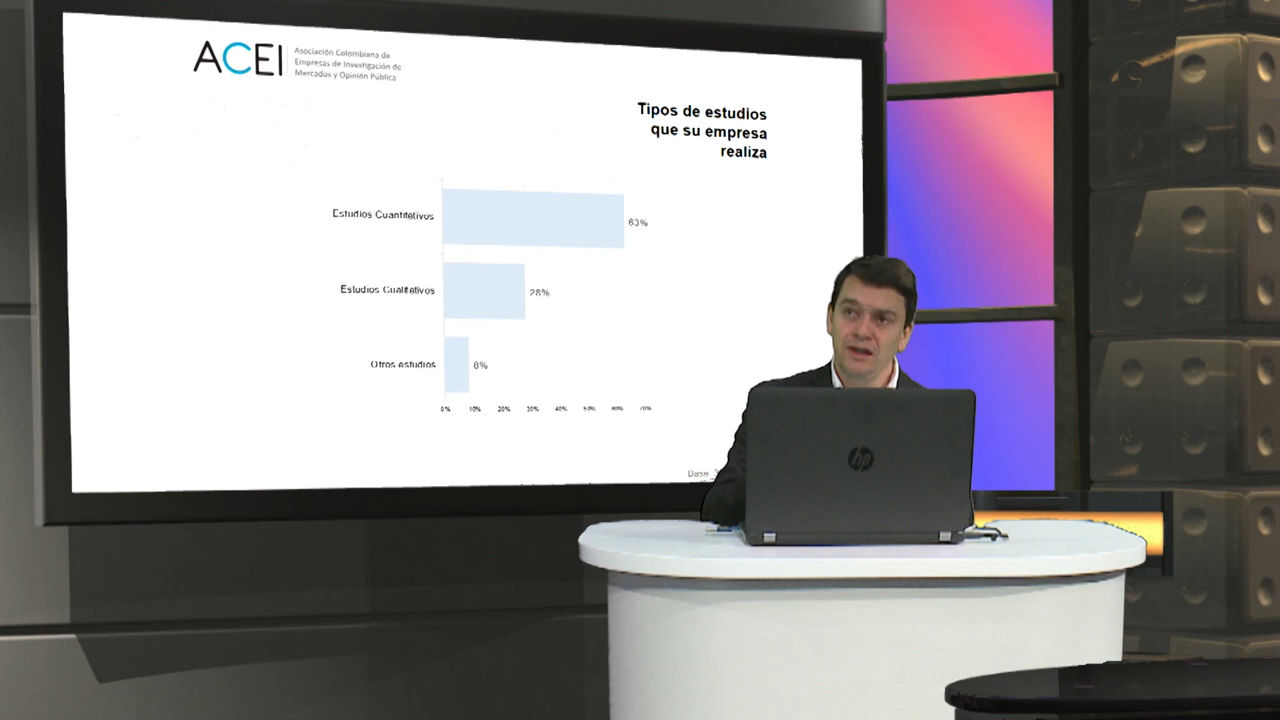 ACEI
Asociación Colombiana de
Empresas de Investigación de
Mercados y Opinión Pública
Tipos de estudios
que su empresa
realiza
Estudios Cuantitativos
63%
Estudios Cualitativos
28%
Otros estudios
8%
0% 10% 20% 30% 40% 50% 60% 70%
Base
hp